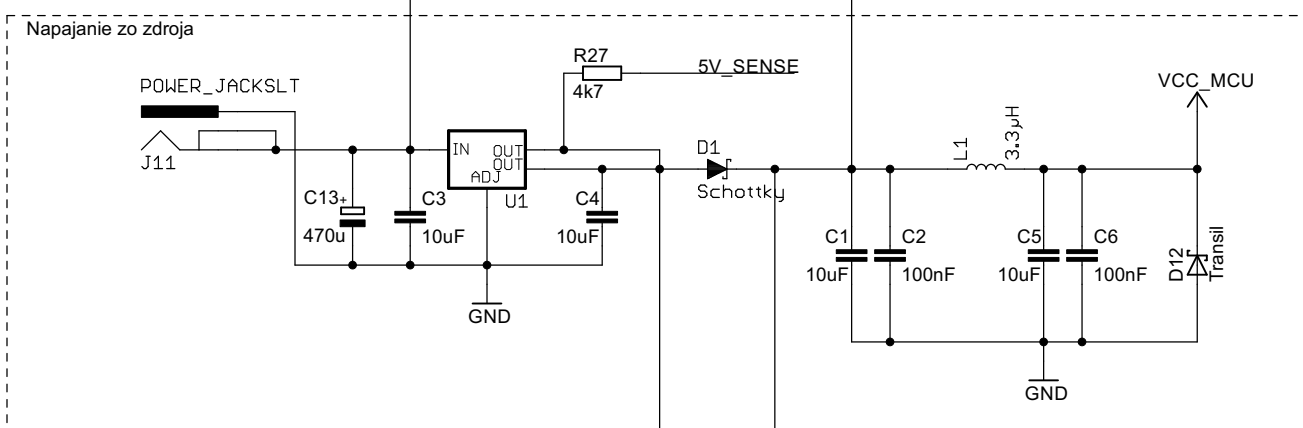 Napajanie zo zdroja
R27
4k7
5V_SENSE
POWER_JACKSLT
J11
VCC_MCU
IN
OUT
OUT
ADJ
U1
D1
Schottky
L1
3.3µH
C13
+
470u
C3
10uF
C4
10uF
C1
10uF
C2
100nF
C5
10uF
C6
100nF
D12
Transil
GND
GND